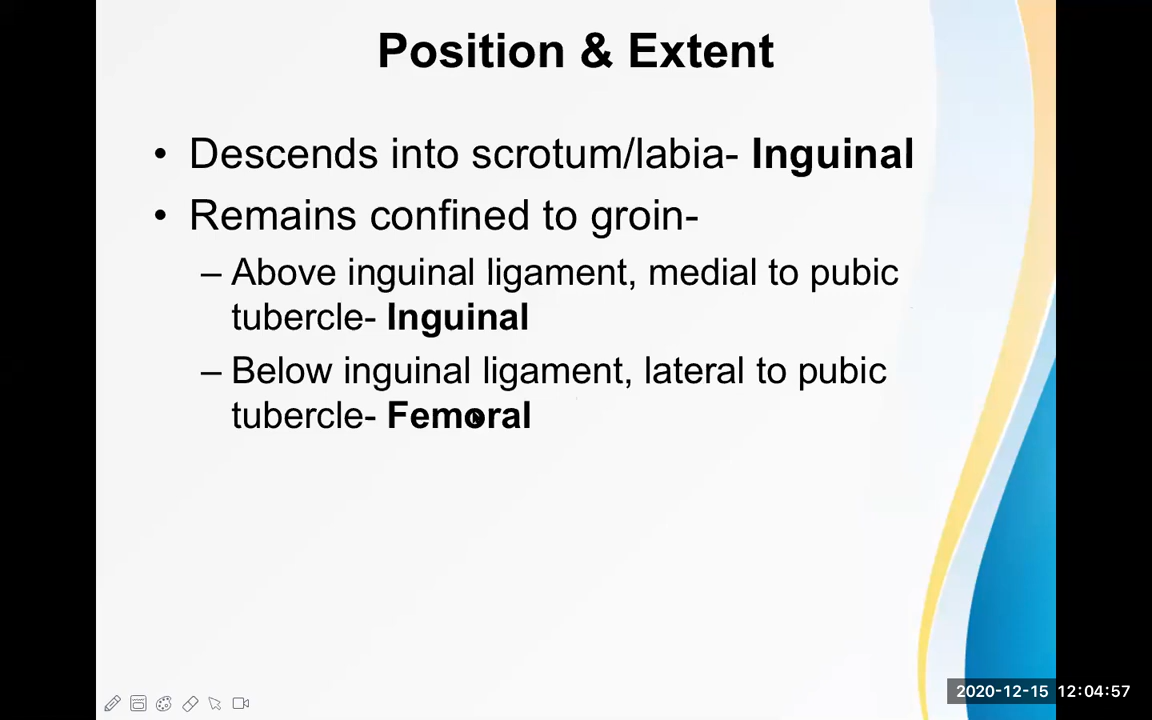 Position & Extent
• Descends into scrotum/labia- Inguinal
• Remains confined to groin-
– Above inguinal ligament, medial to pubic
tubercle- Inguinal
– Below inguinal ligament, lateral to pubic
tubercle- Femoral
2020-12-15 12:04:57